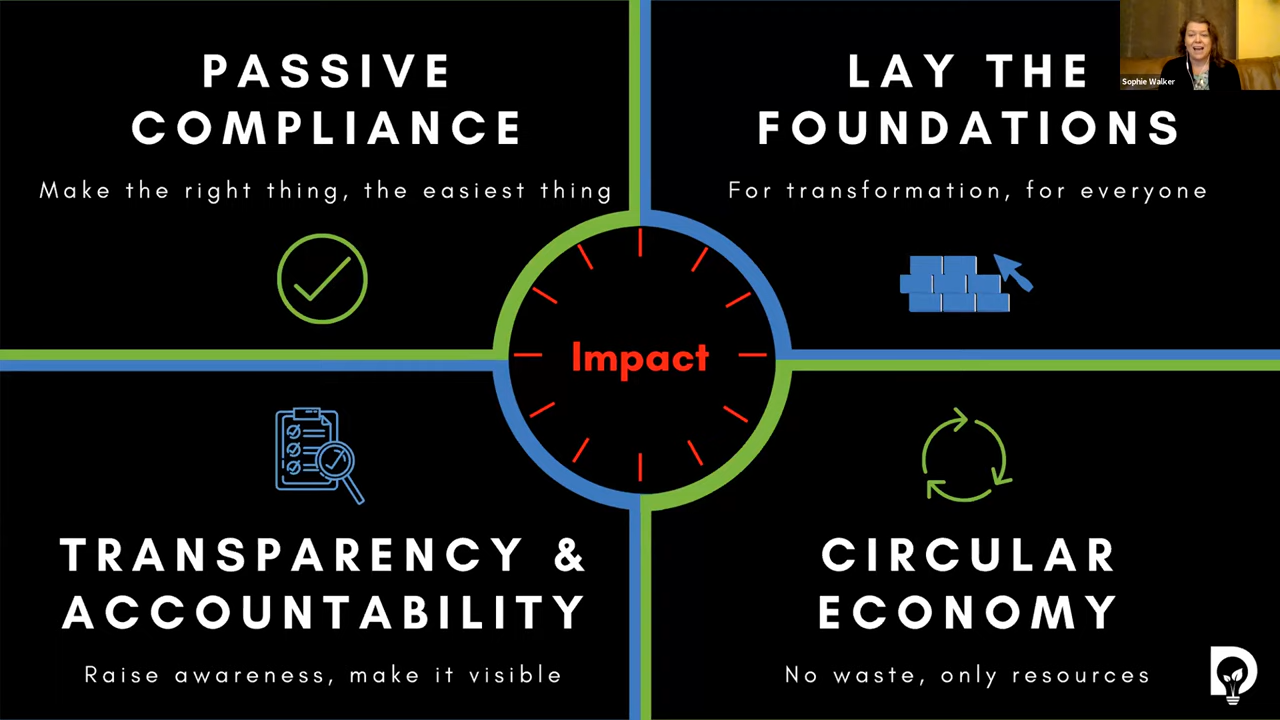 PASSIVE
COMPLIANCE
Make the right thing, the easiest thing
LAY THE
FOUNDATIONS
For transformation, for everyone
Sophie Walker
Impact
TRANSPARENCY &
ACCOUNTABILITY
Raise awareness, make it visible
CIRCULAR
ECONOMY
No waste, only resources
D